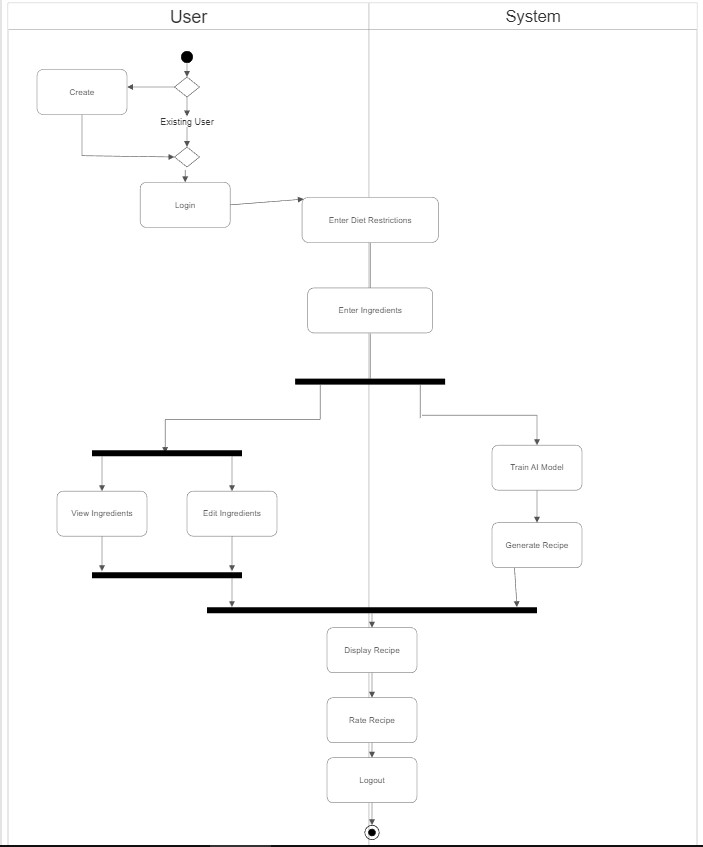 User
System
Create
Existing User
Login
Enter Diet Restrictions
Enter Ingredients
Train AI Model
View Ingredients
Edit Ingredients
Generate Recipe
Display Recipe
Rate Recipe
Logout